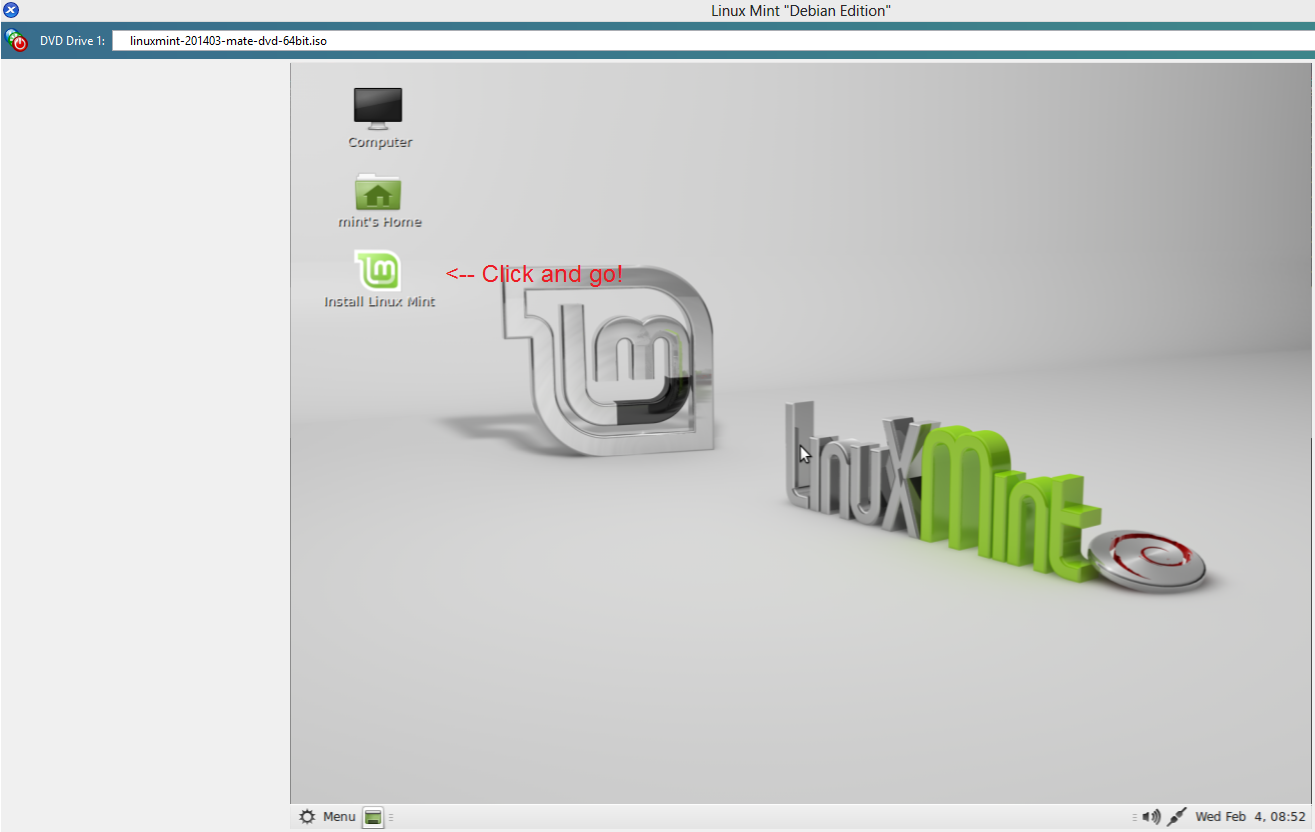 Linux Mint "Debian Edition"
DVD Drive 1: linuxmint-201403-mate-dvd-64bit.iso
Computer
mint's Home
<-- Click and go!
Install Linux Mint
lm
LinuxMint
Menu
Wed Feb 4, 08:52